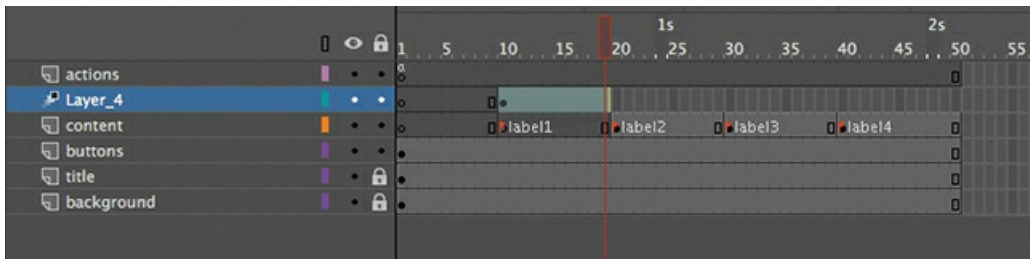 1s 2s
1 5 10 15 20 25 30 35 40 45 50 55
actions a
Layer_4
content label1 label2 label3 label4
buttons
title
background